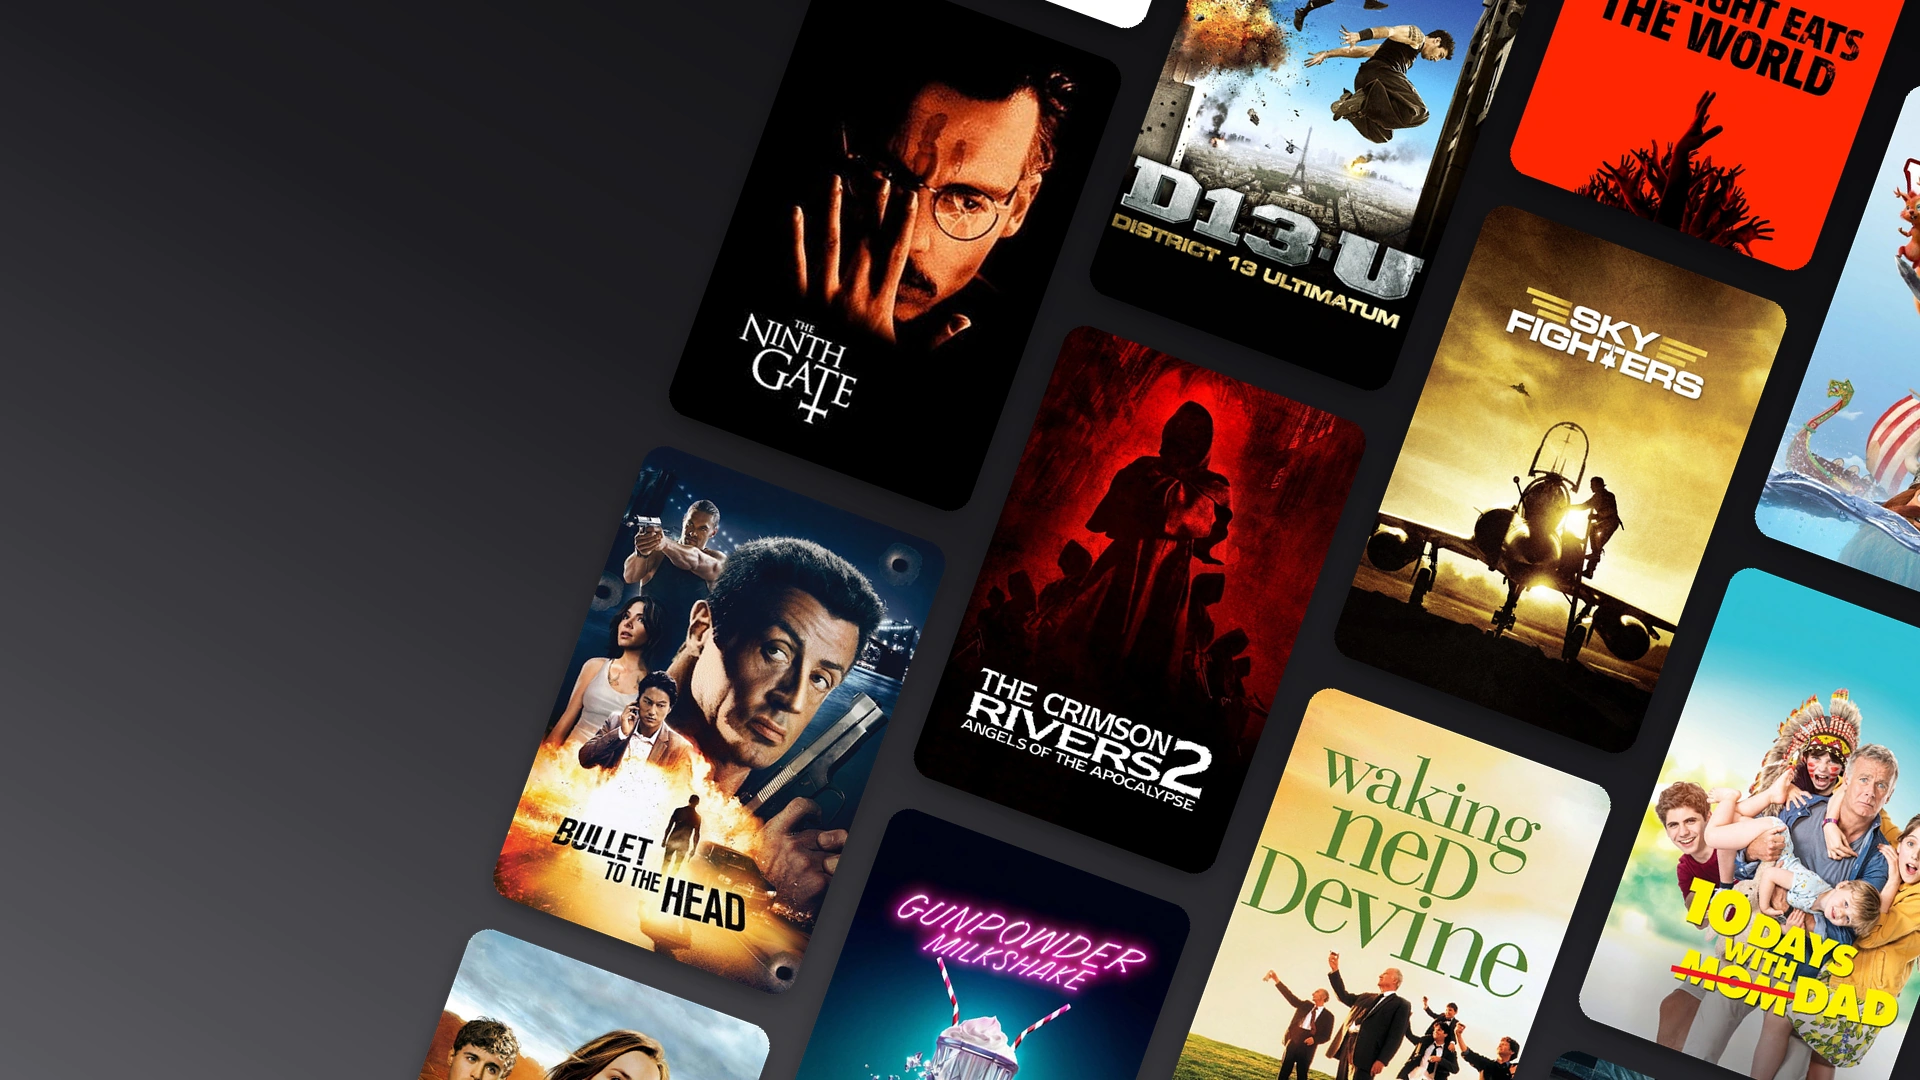 THE
NINTH
GATE
D13·U
DISTRICT 13 ULTIMATUM
EATS
THE WORLD
SKY
FIGHTERS
BULLET
TO THE HEAD
THE CRIMSON
RIVERS 2
ANGELS OF THE APOCALYPSE
GUNPOWDER
MILKSHAKE
waking
ned
Devine
10 DAYS
WITH
MOM DAD